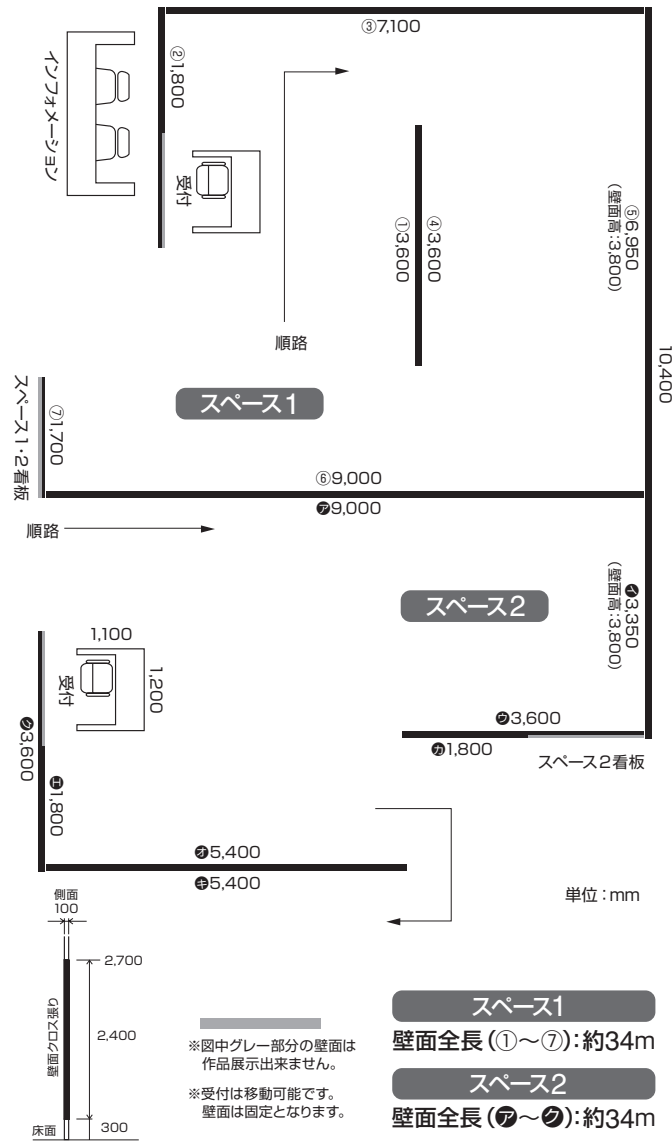 ③7,100
②1,800
インフォメーション
受付
①3,600
④3,600
⑤6,950
(壁面高:3,800)
10,400
順路
スペース1
⑦1,700
スペース1・2看板
⑥9,000
㋐9,000
順路
スペース2
㋑3,350
(壁面高:3,800)
1,100
1,200
受付
㋒3,600
㋕1,800
スペース2看板
㋗3,600
㋓1,800
㋔5,400
㋖5,400
単位:mm
側面
100
2,700
壁面クロス張り
2,400
床面
300
※図中グレー部分の壁面は
作品展示出来ません。
※受付は移動可能です。
壁面は固定となります。
スペース1
壁面全長(①〜⑦):約34m
スペース2
壁面全長(㋐〜㋗):約34m